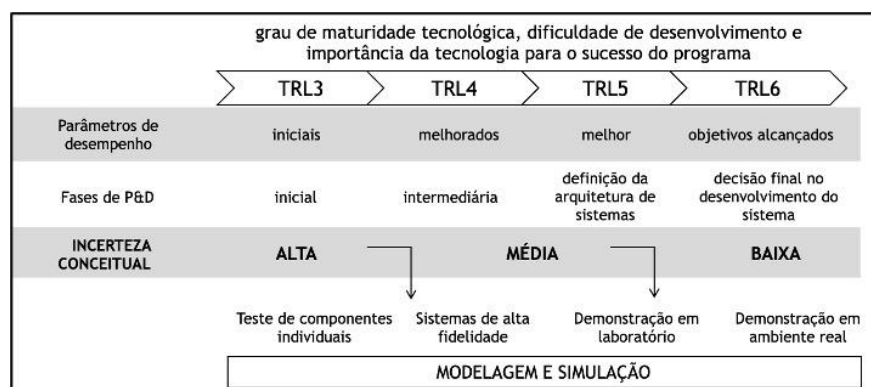 grau de maturidade tecnológica, dificuldade de desenvolvimento e
importância da tecnologia para o sucesso do programa
TRL3 TRL4 TRL5 TRL6
Parâmetros de
desempenho
iniciais melhorados melhor objetivos alcançados
Fases de P&D
inicial intermediária
definição da
arquitetura de
sistemas
decisão final no
desenvolvimento do
sistema
INCERTEZA
CONCEITUAL
ALTA MÉDIA BAIXA
Teste de componentes
individuais
Sistemas de alta
fidelidade
Demonstração em
laboratório
Demonstração em
ambiente real
MODELAGEM E SIMULAÇÃO